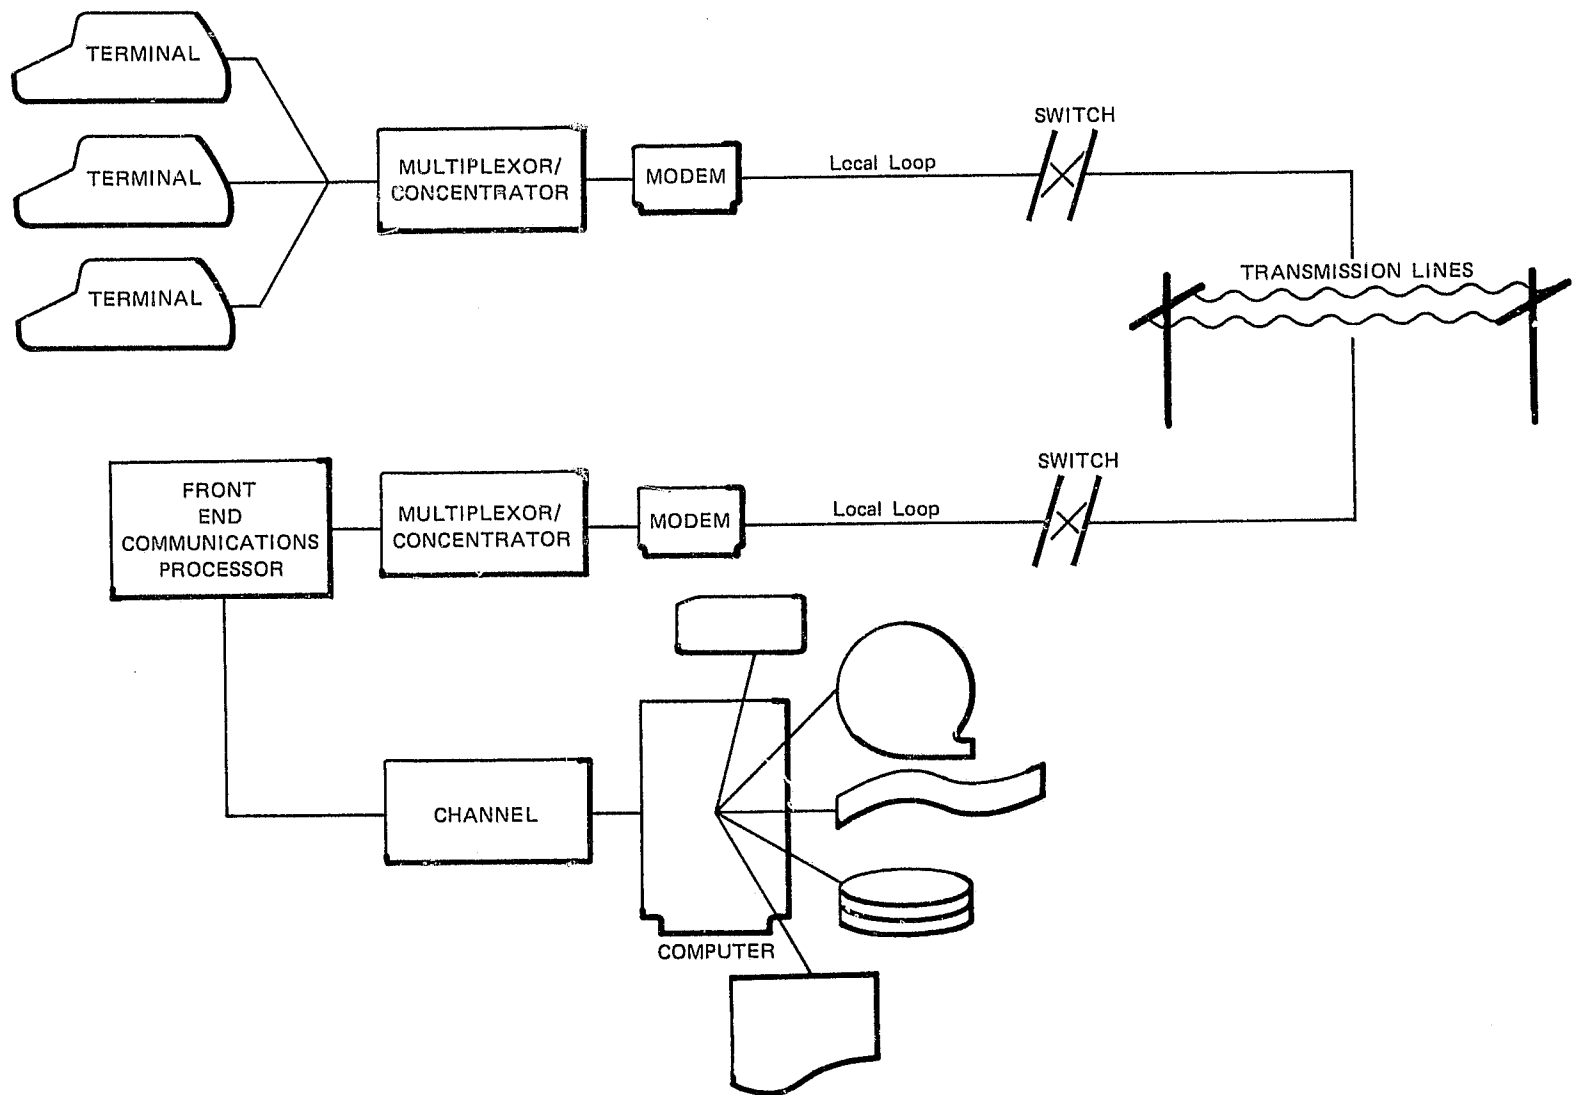 TERMINAL
TERMINAL
TERMINAL
MULTIPLEXOR/
CONCENTRATOR
MODEM
Local Loop
SWITCH
TRANSMISSION LINES
FRONT
END
COMMUNICATIONS
PROCESSOR
MULTIPLEXOR/
CONCENTRATOR
MODEM
Local Loop
SWITCH
CHANNEL
COMPUTER